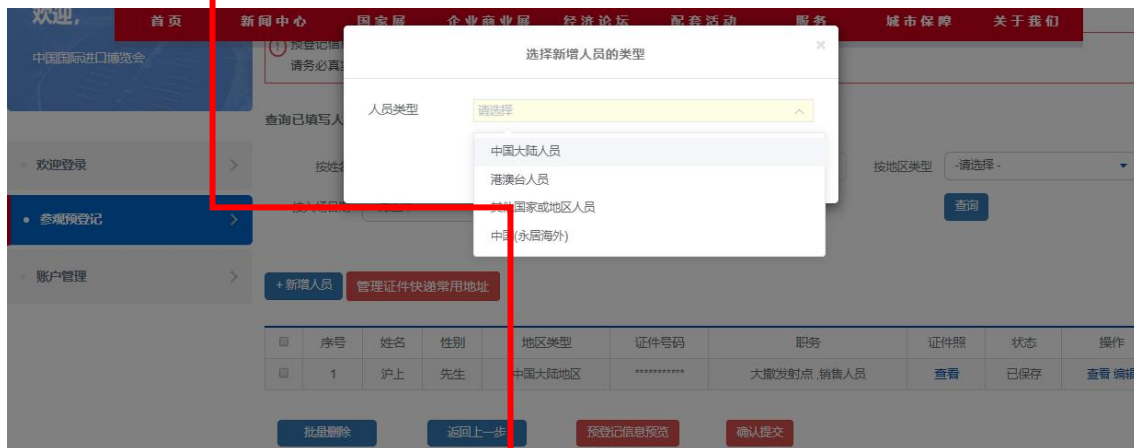 欢迎,
首页 新闻中心 国家展 企业商业展 经济论坛 配套活动 服务 城市保障 关于我们
中国国际进口博览会
预登记信息
请务必真
选择新增人员的类型
×
人员类型 请选择
查询已填写人
中国大陆人员
港澳台人员
其他国家或地区人员
中国(永居海外)
欢迎登录
按姓名
按地区类型 -请选择-
参观预登记
查询
账户管理
+新增人员 管理证件快递常用地址
序号 姓名 性别 地区类型 证件号码 职务 证件照 状态 操作
1 沪上 先生 中国大陆地区 *********** 大撒发射点 ,销售人员 查看 已保存 查看 编辑
批量删除 返回上一步 预登记信息预览 确认提交